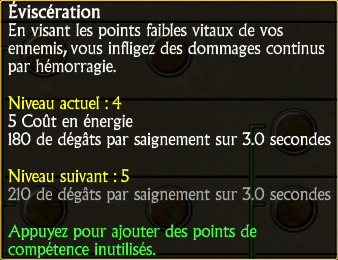 Éviscération
En visant les points faibles vitaux de vos
ennemis, vous infligez des dommages continus
par hémorragie.
Niveau actuel : 4
5 Coût en énergie
180 de dégâts par saignement sur 3.0 secondes
Niveau suivant : 5
210 de dégâts par saignement sur 3.0 secondes
Appuyez pour ajouter des points de
compétence inutilisés.